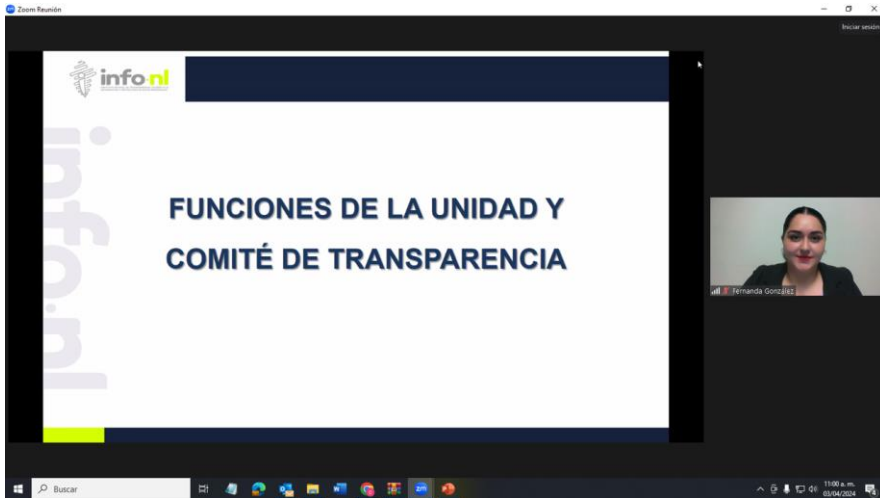 Zoom Reunión
Iniciar sesión
info nl
info.nl
FUNCIONES DE LA UNIDAD Y
COMITÉ DE TRANSPARENCIA
Fernanda González
Buscar
11:00 a. m.
03/04/2024